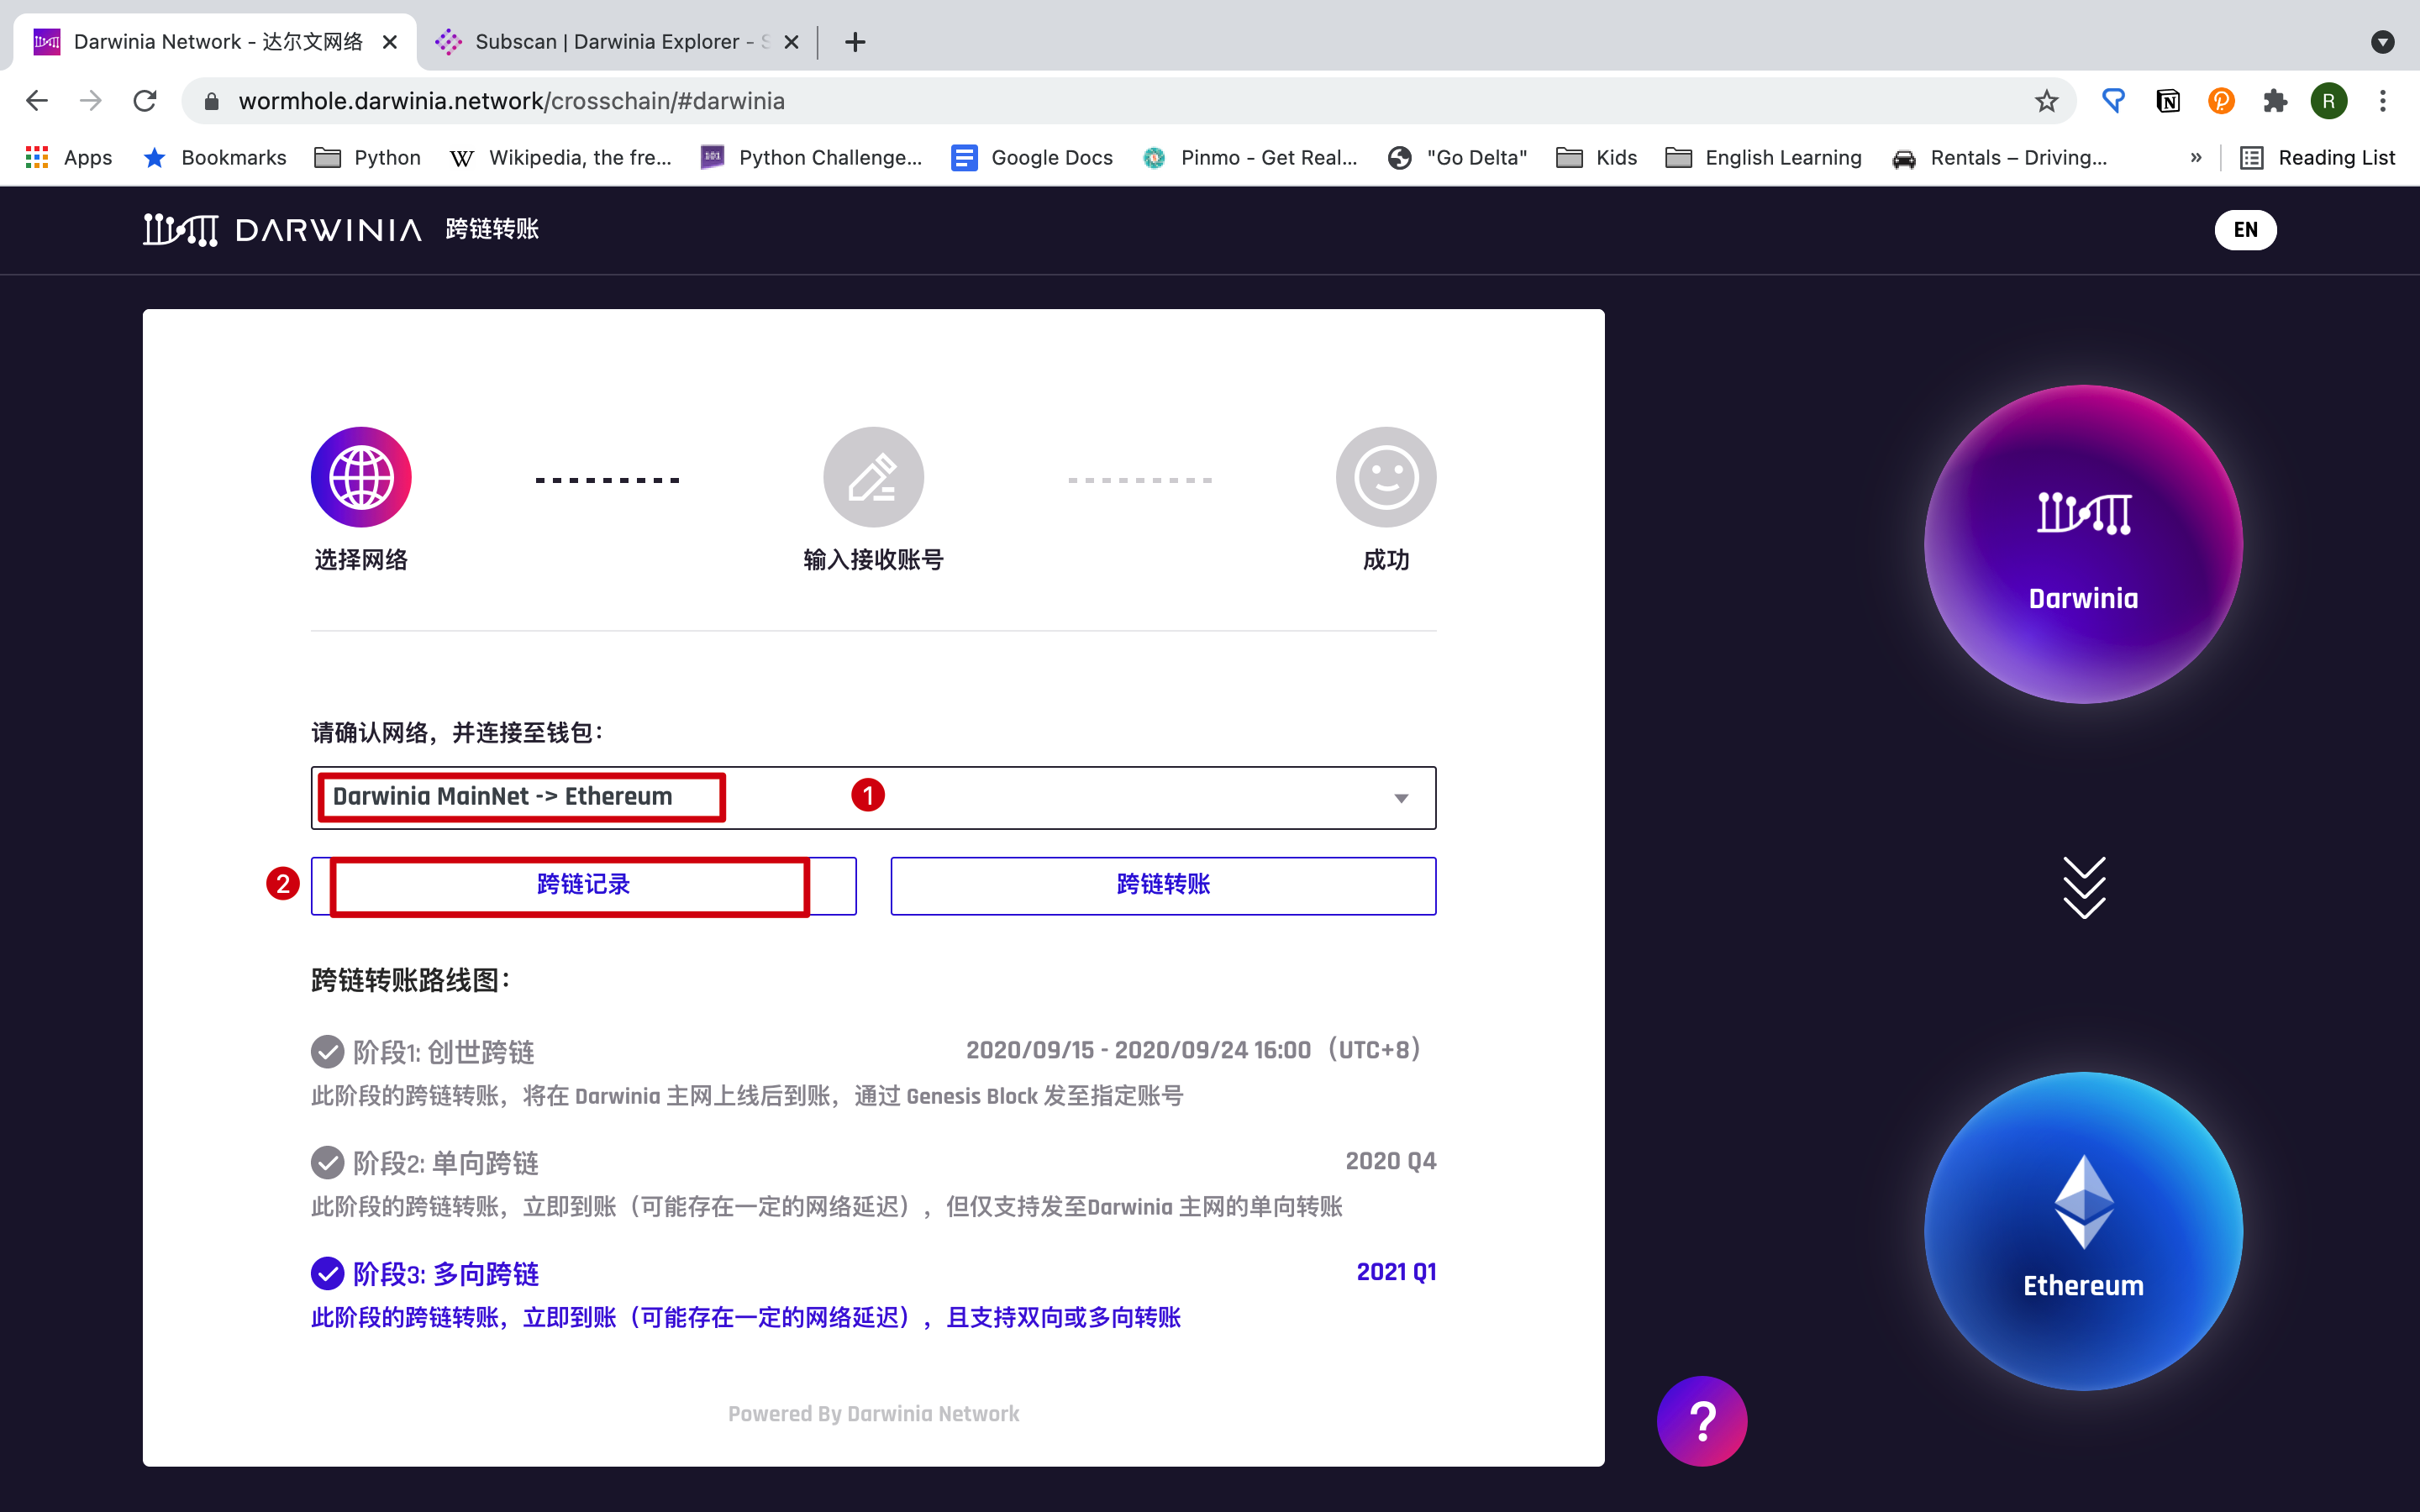 Darwinia Network - 达尔文网络
Subscan | Darwinia Explorer -
wormhole.darwinia.network/crosschain/#darwinia
R
Apps
Bookmarks
Python
W Wikipedia, the fre...
Python Challenge...
Google Docs
Pinmo - Get Real...
"Go Delta"
Kids
English Learning
Rentals – Driving...
»
Reading List
DARWINIA 跨链转账
EN
选择网络
输入接收账号
成功
请确认网络，并连接至钱包：
Darwinia MainNet -> Ethereum
1
2
跨链记录
跨链转账
跨链转账路线图：
阶段1: 创世跨链
2020/09/15 - 2020/09/24 16:00（UTC+8）
此阶段的跨链转账，将在 Darwinia 主网上线后到账，通过 Genesis Block 发至指定账号
阶段2: 单向跨链
2020 Q4
此阶段的跨链转账，立即到账（可能存在一定的网络延迟），但仅支持发至Darwinia 主网的单向转账
阶段3: 多向跨链
2021 Q1
此阶段的跨链转账，立即到账（可能存在一定的网络延迟），且支持双向或多向转账
Powered By Darwinia Network
Darwinia
Ethereum
?